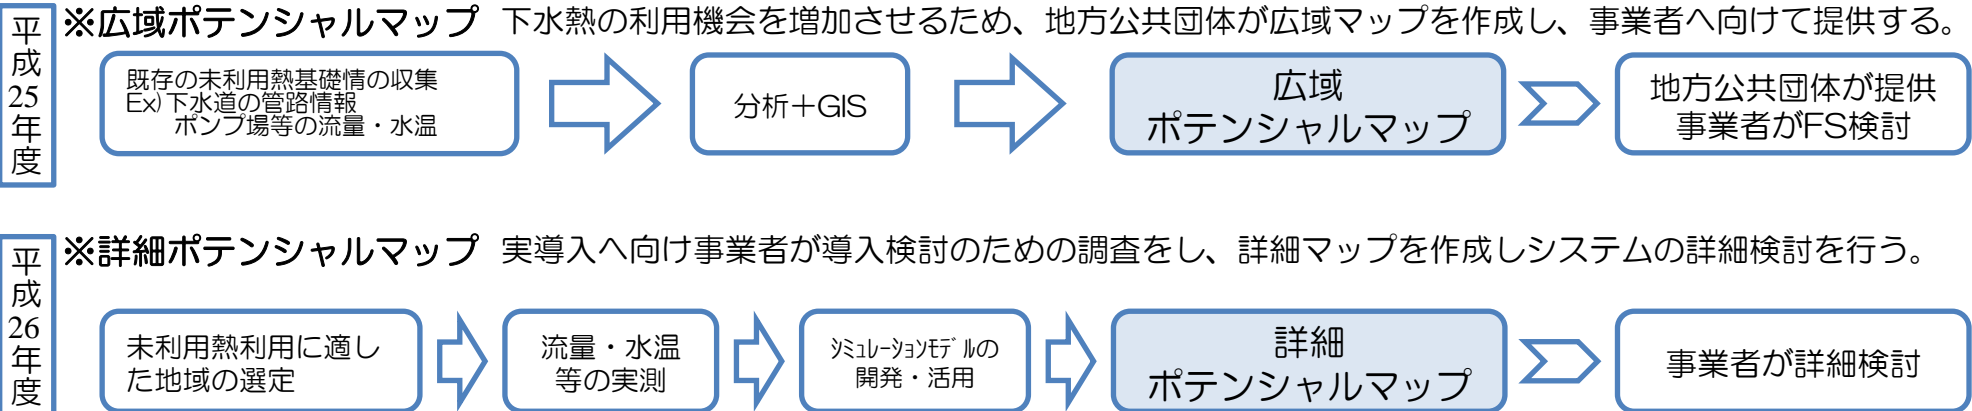 平成25年度
※広域ポテンシャルマップ 下水熱の利用機会を増加させるため、地方公共団体が広域マップを作成し、事業者へ向けて提供する。
既存の未利用熱基礎情の収集
Ex)下水道の管路情報
ポンプ場等の流量・水温
分析＋GIS
広域
ポテンシャルマップ
地方公共団体が提供
事業者がFS検討
平成26年度
※詳細ポテンシャルマップ 実導入へ向け事業者が導入検討のための調査をし、詳細マップを作成しシステムの詳細検討を行う。
未利用熱利用に適し
た地域の選定
流量・水温
等の実測
ｼﾐｭﾚｰｼｮﾝﾓﾃﾞﾙの
開発・活用
詳細
ポテンシャルマップ
事業者が詳細検討